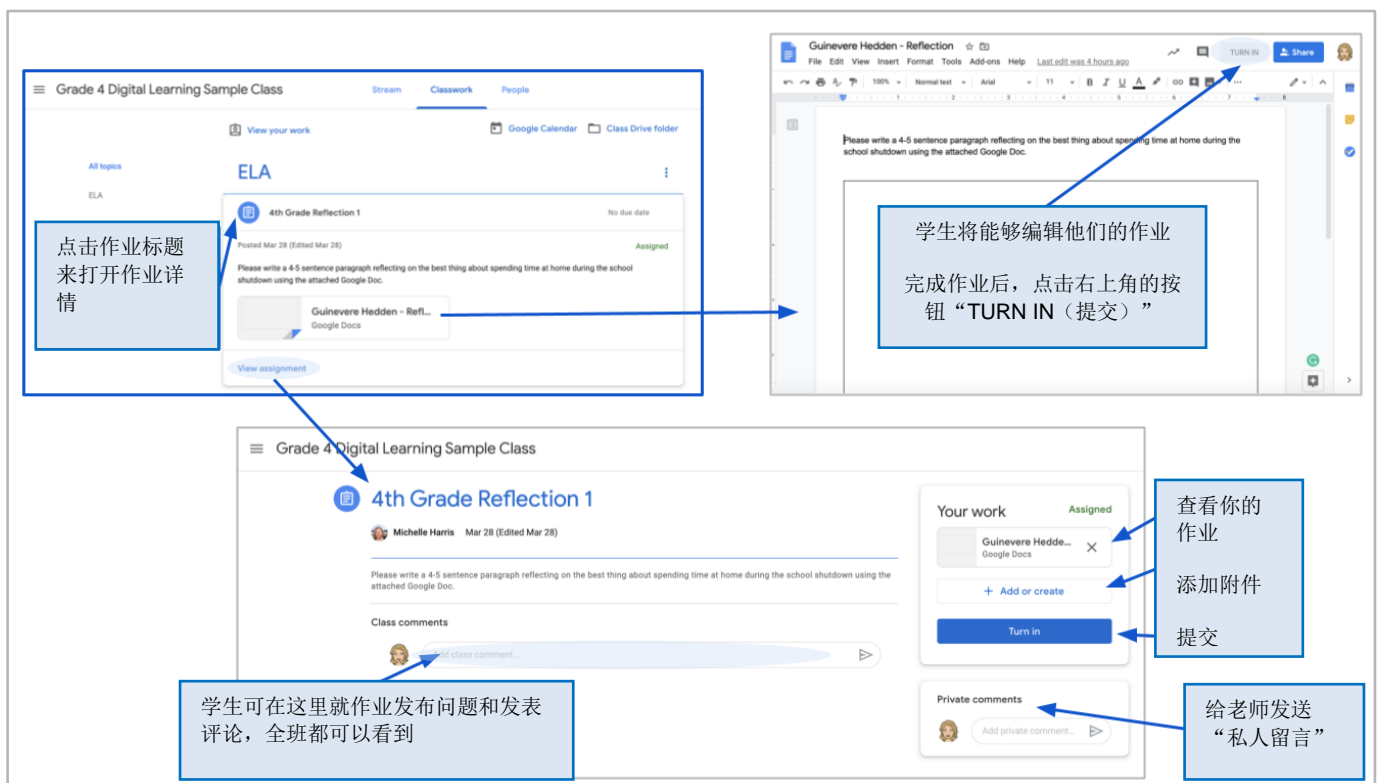 Grade 4 Digital Learning Sample Class
Stream
Classwork
People
View your work
Google Calendar
Class Drive folder
All topics
ELA
ELA
4th Grade Reflection 1
No due date
Posted Mar 28 (Edited Mar 28)
Assigned
Please write a 4-5 sentence paragraph reflecting on the best thing about spending time at home during the school
shutdown using the attached Google Doc.
Guinevere Hedden - Refl...
Google Docs
View assignment
点击作业标题
来打开作业详
情
Guinevere Hedden - Reflection
TURN IN
Share
File Edit View Insert Format Tools Add-ons Help Last edit was 4 hours ago
100% Normal text Arial 11 B I U A
1 2 3 4 5 6 7 8
Please write a 4-5 sentence paragraph reflecting on the best thing about spending time at home during the
school shutdown using the attached Google Doc.
学生将能够编辑他们的作业
完成作业后，点击右上角的按
钮“TURN IN（提交）”
Grade 4 Digital Learning Sample Class
4th Grade Reflection 1
Michelle Harris Mar 28 (Edited Mar 28)
Please write a 4-5 sentence paragraph reflecting on the best thing about spending time at home during the school shutdown using the
attached Google Doc.
Class comments
Add class comment...
学生可在这里就作业发布问题和发表
评论，全班都可以看到
Your work
Assigned
Guinevere Hedde...
Google Docs
+ Add or create
Turn in
查看你的
作业
添加附件
提交
Private comments
Add private comment...
给老师发送
“私人留言”